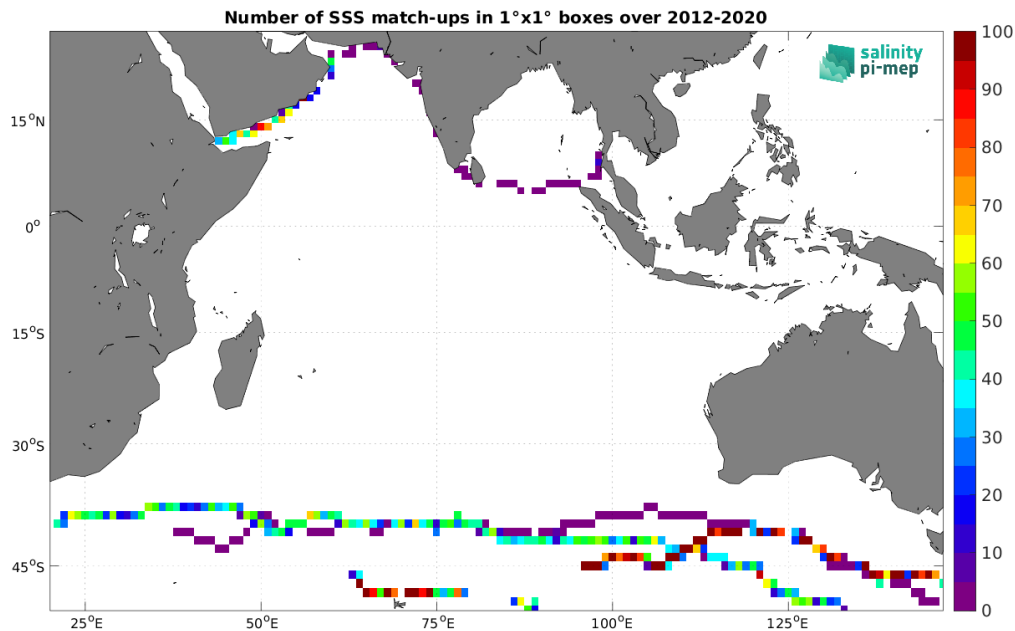 Number of SSS match-ups in 1°x1° boxes over 2012-2020
salinity
pi-mep
100
90
80
70
60
50
40
30
20
10
0
15°N
0°
15°S
30°S
45°S
25°E
50°E
75°E
100°E
125°E